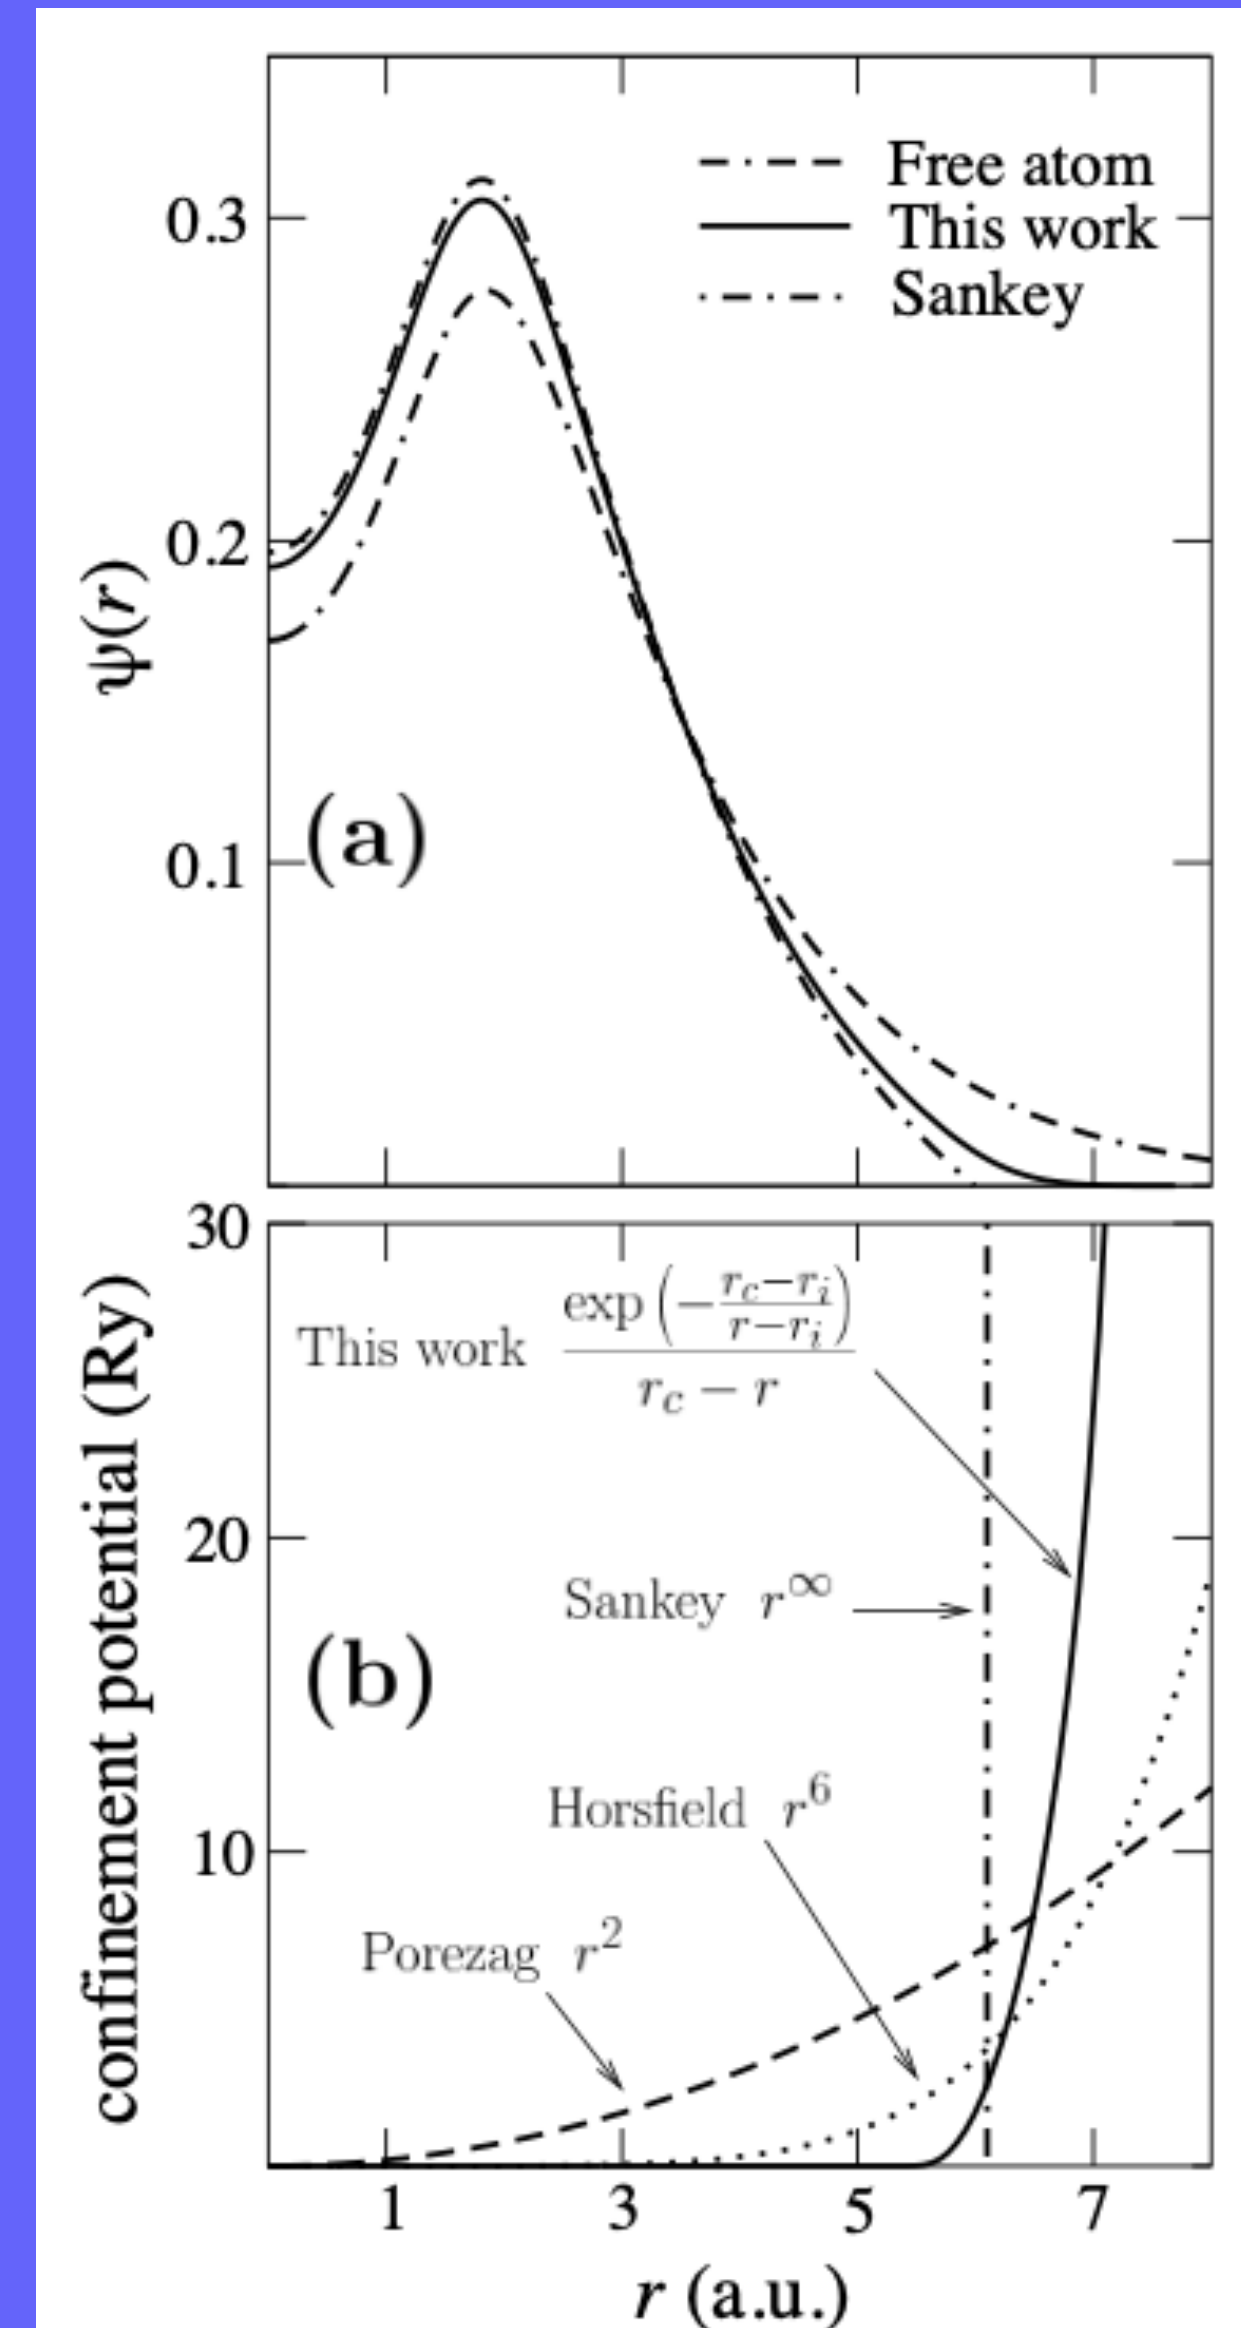 Free atom
This work
Sankey
0.3
0.2
0.1
ψ(r)
(a)
30
20
10
confinement potential (Ry)
This work exp(−(r_c−r_i)/(r−r_i)) / (r_c − r)
Sankey r^∞
(b)
Horsfield r^6
Porezag r^2
1 3 5 7
r (a.u.)